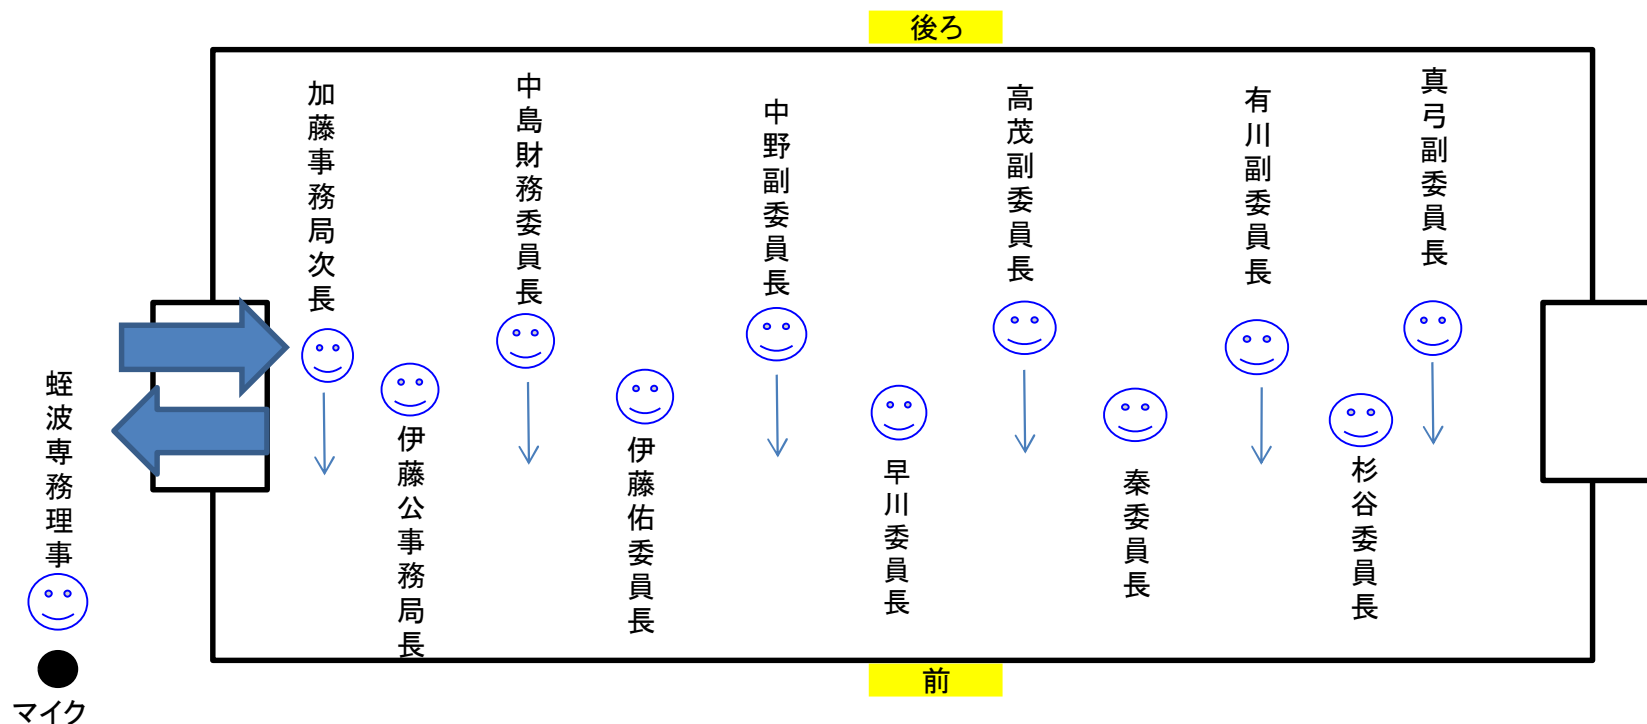 後ろ
加藤事務局次長
中島財務委員長
中野副委員長
高茂副委員長
有川副委員長
真弓副委員長
蛭波専務理事
伊藤公事務局長
伊藤佑委員長
早川委員長
秦委員長
杉谷委員長
マイク
前